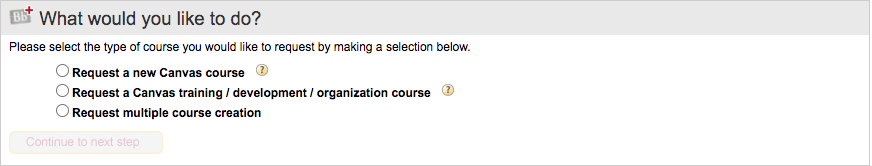 Bb+ What would you like to do?
Please select the type of course you would like to request by making a selection below.
Request a new Canvas course ?
Request a Canvas training / development / organization course ?
Request multiple course creation
Continue to next step